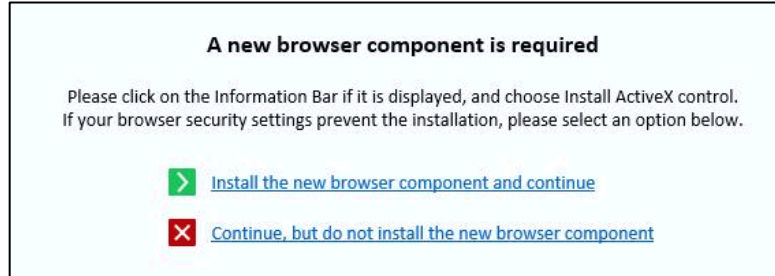 A new browser component is required
Please click on the Information Bar if it is displayed, and choose Install ActiveX control.
If your browser security settings prevent the installation, please select an option below.
Install the new browser component and continue
Continue, but do not install the new browser component